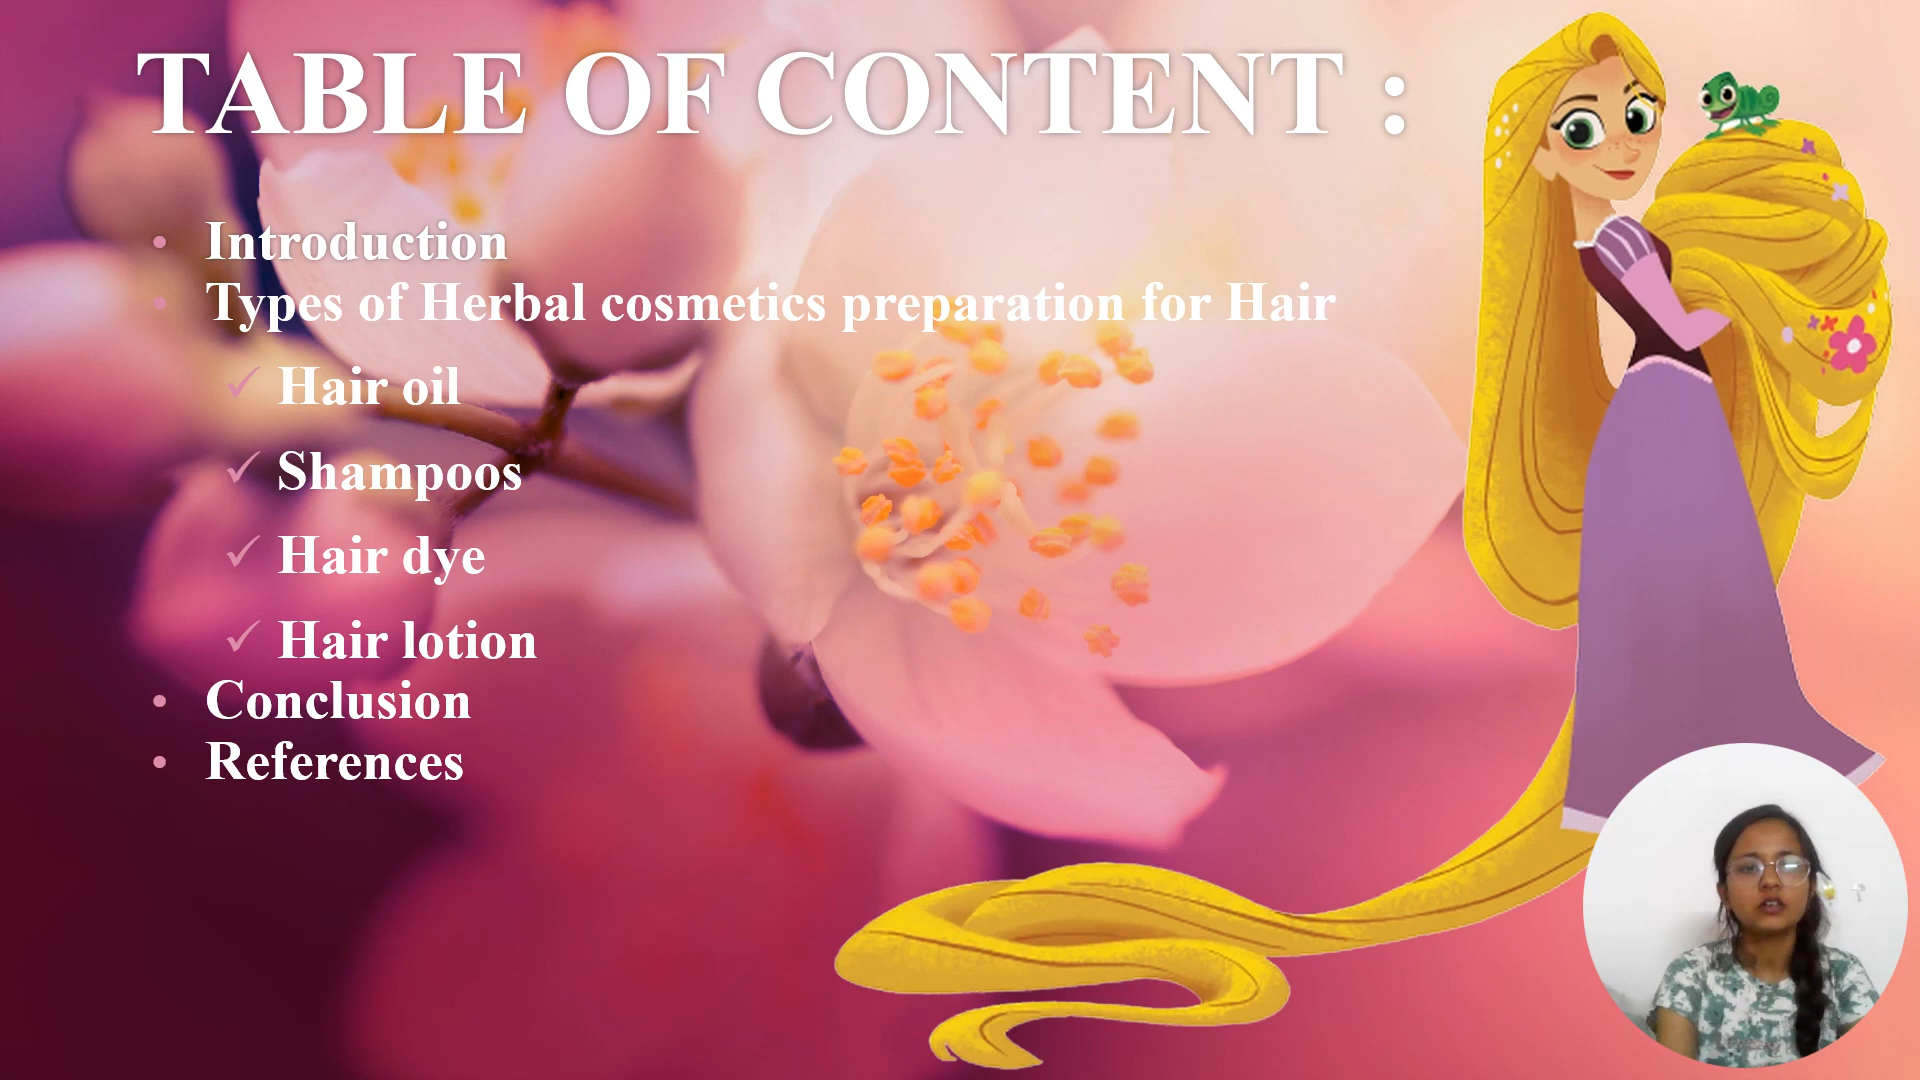 TABLE OF CONTENT :
• Introduction
• Types of Herbal cosmetics preparation for Hair
✓ Hair oil
✓ Shampoos
✓ Hair dye
✓ Hair lotion
• Conclusion
• References